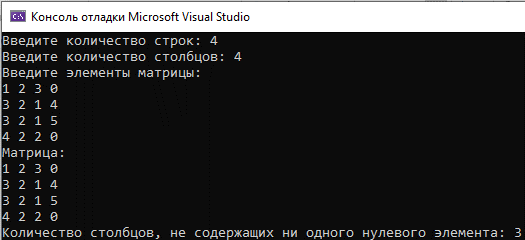 Консоль отладки Microsoft Visual Studio
Введите количество строк: 4
Введите количество столбцов: 4
Введите элементы матрицы:
1 2 3 0
3 2 1 4
3 2 1 5
4 2 2 0
Матрица:
1 2 3 0
3 2 1 4
3 2 1 5
4 2 2 0
Количество столбцов, не содержащих ни одного нулевого элемента: 3